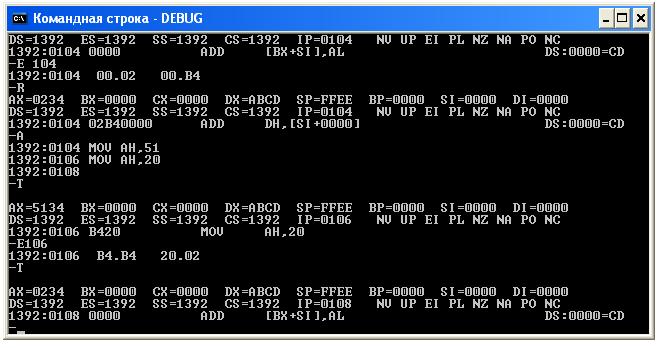 Командная строка - DEBUG
DS=1392 ES=1392 SS=1392 CS=1392 IP=0104 NV UP EI PL NZ NA PO NC
1392:0104 0000 ADD [BX+SI],AL DS:0000=CD
-E 104
1392:0104 00.02 00.B4
-R
AX=0234 BX=0000 CX=0000 DX=ABCD SP=FFEE BP=0000 SI=0000 DI=0000
DS=1392 ES=1392 SS=1392 CS=1392 IP=0104 NV UP EI PL NZ NA PO NC
1392:0104 02B40000 ADD DH,[SI+0000] DS:0000=CD
-A
1392:0104 MOV AH,51
1392:0106 MOV AH,20
1392:0108
-T
AX=5134 BX=0000 CX=0000 DX=ABCD SP=FFEE BP=0000 SI=0000 DI=0000
DS=1392 ES=1392 SS=1392 CS=1392 IP=0106 NV UP EI PL NZ NA PO NC
1392:0106 B420 MOV AH,20
-E106
1392:0106 B4.B4 20.02
-T
AX=0234 BX=0000 CX=0000 DX=ABCD SP=FFEE BP=0000 SI=0000 DI=0000
DS=1392 ES=1392 SS=1392 CS=1392 IP=0108 NV UP EI PL NZ NA PO NC
1392:0108 0000 ADD [BX+SI],AL DS:0000=CD
-_